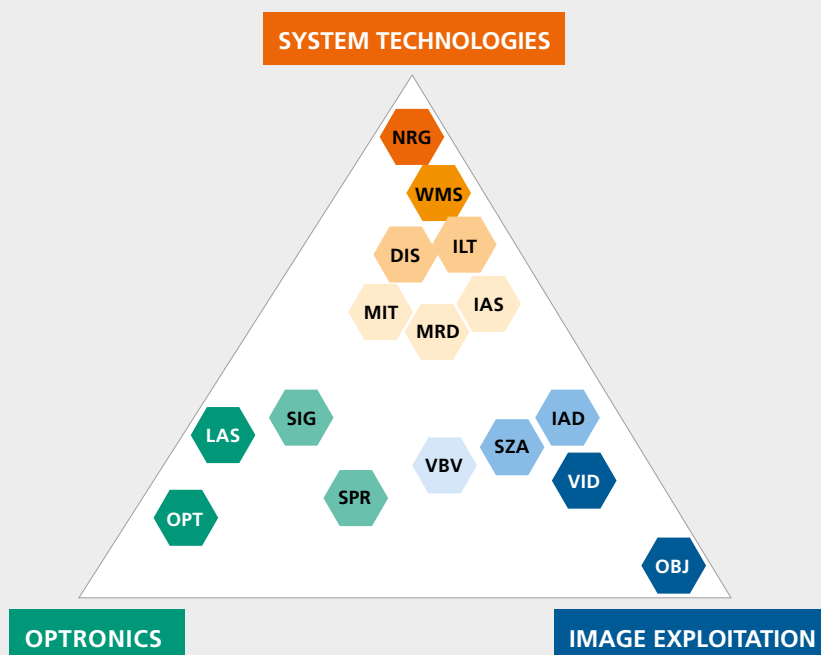 SYSTEM TECHNOLOGIES
NRG
WMS
DIS
ILT
MIT
MRD
IAS
LAS
SIG
IAD
SZA
VBV
VID
SPR
OPT
OBJ
OPTRONICS
IMAGE EXPLOITATION